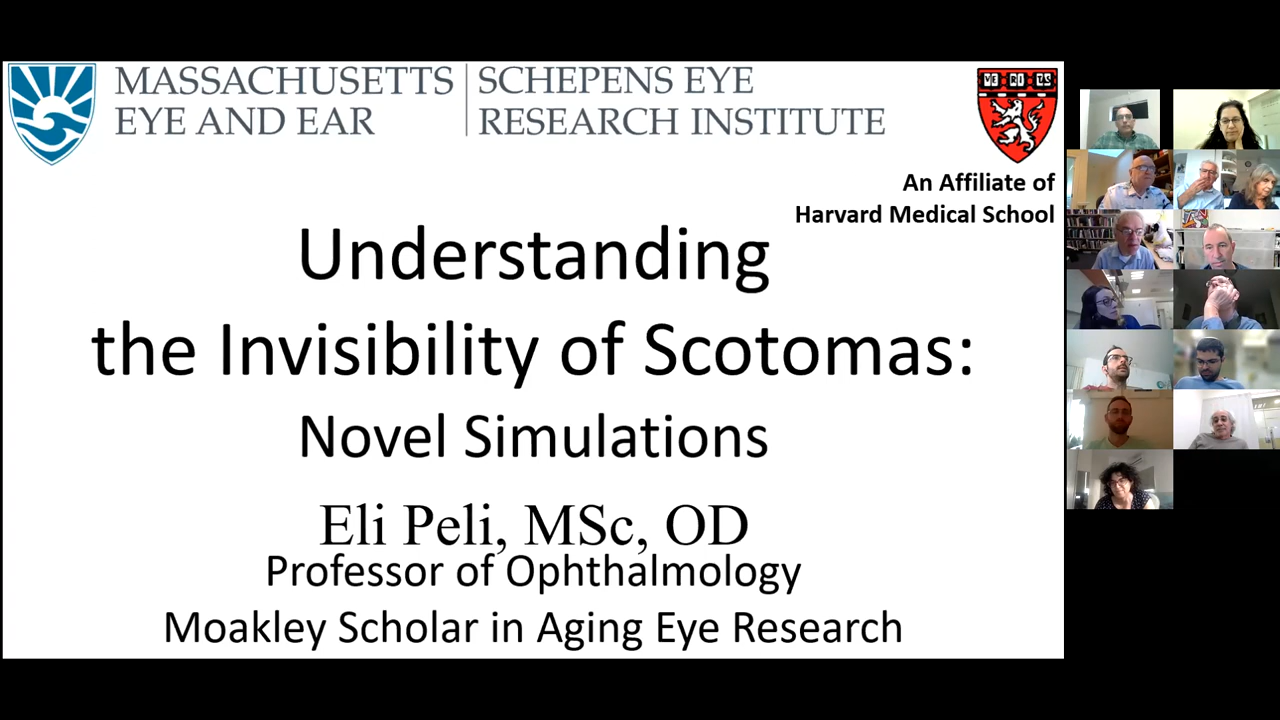 MASSACHUSETTS
EYE AND EAR
SCHEPENS EYE
RESEARCH INSTITUTE
VE RI TAS
An Affiliate of
Harvard Medical School
Understanding
the Invisibility of Scotomas:
Novel Simulations
Eli Peli, MSc, OD
Professor of Ophthalmology
Moakley Scholar in Aging Eye Research